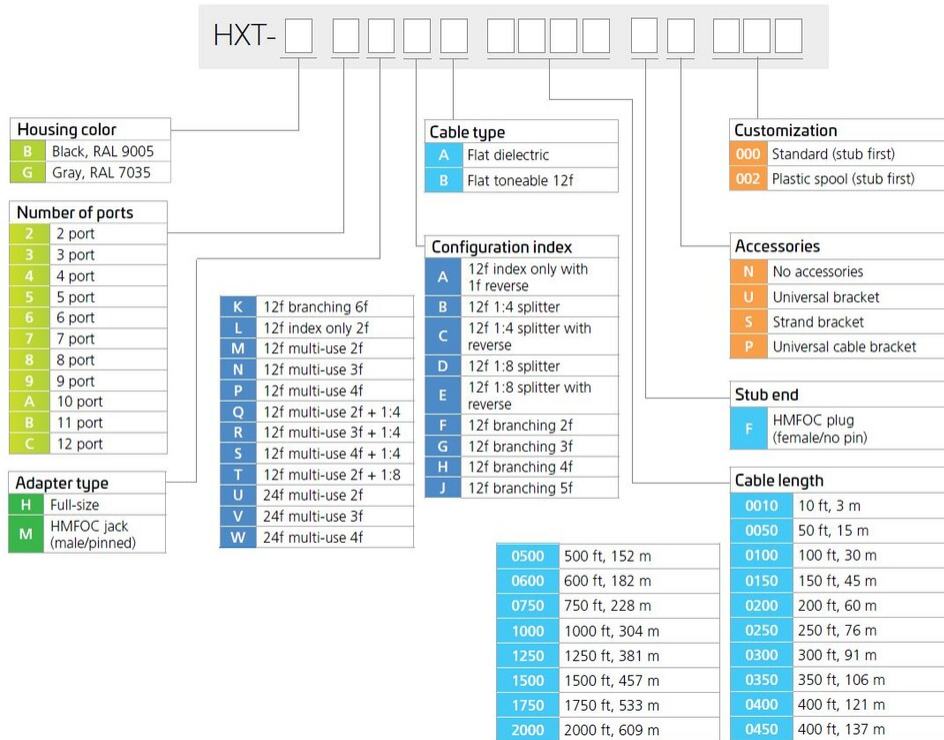 HXT-
Housing color
B Black, RAL 9005
G Gray, RAL 7035
Number of ports
2 2 port
3 3 port
4 4 port
5 5 port
6 6 port
7 7 port
8 8 port
9 9 port
A 10 port
B 11 port
C 12 port
Adapter type
H Full-size
M HMFOC jack
(male/pinned)
K 12f branching 6f
L 12f index only 2f
M 12f multi-use 2f
N 12f multi-use 3f
P 12f multi-use 4f
Q 12f multi-use 2f + 1:4
R 12f multi-use 3f + 1:4
S 12f multi-use 4f + 1:4
T 12f multi-use 2f + 1:8
U 24f multi-use 2f
V 24f multi-use 3f
W 24f multi-use 4f
Cable type
A Flat dielectric
B Flat toneable 12f
Configuration index
A 12f index only with
1f reverse
B 12f 1:4 splitter
C 12f 1:4 splitter with
reverse
D 12f 1:8 splitter
E 12f 1:8 splitter with
reverse
F 12f branching 2f
G 12f branching 3f
H 12f branching 4f
J 12f branching 5f
Customization
000 Standard (stub first)
002 Plastic spool (stub first)
Accessories
N No accessories
U Universal bracket
S Strand bracket
P Universal cable bracket
Stub end
F HMFOC plug
(female/no pin)
Cable length
0010 10 ft, 3 m
0050 50 ft, 15 m
0100 100 ft, 30 m
0150 150 ft, 45 m
0200 200 ft, 60 m
0250 250 ft, 76 m
0300 300 ft, 91 m
0350 350 ft, 106 m
0400 400 ft, 121 m
0450 400 ft, 137 m
0500 500 ft, 152 m
0600 600 ft, 182 m
0750 750 ft, 228 m
1000 1000 ft, 304 m
1250 1250 ft, 381 m
1500 1500 ft, 457 m
1750 1750 ft, 533 m
2000 2000 ft, 609 m